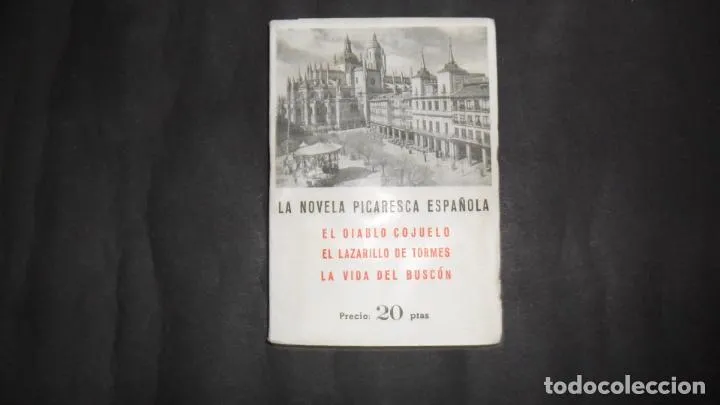 LA NOVELA PICARESCA ESPAÑOLA
EL DIABLO COJUELO
EL LAZARILLO DE TORMES
LA VIDA DEL BUSCÓN
Precio: 20 ptas
todocoleccion